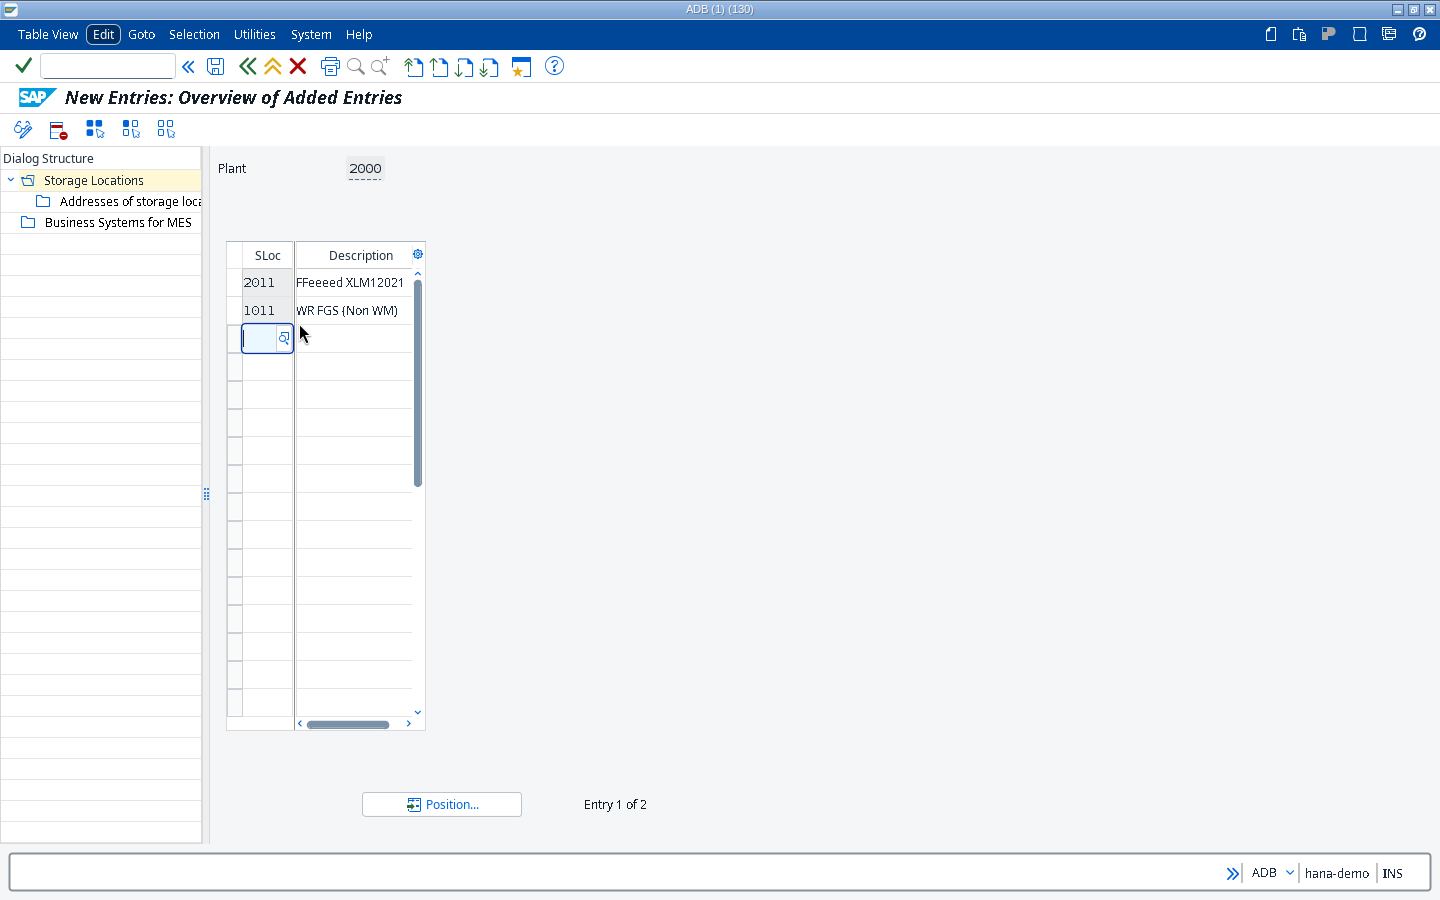 ADB (1) (130)
Table View Edit Goto Selection Utilities System Help
SAP New Entries: Overview of Added Entries
Dialog Structure
Storage Locations
Addresses of storage loca
Business Systems for MES
Plant 2000
SLoc Description
2011 FFeeeed XLM12021
1011 WR FGS (Non WM)
Position... Entry 1 of 2
ADB hana-demo INS